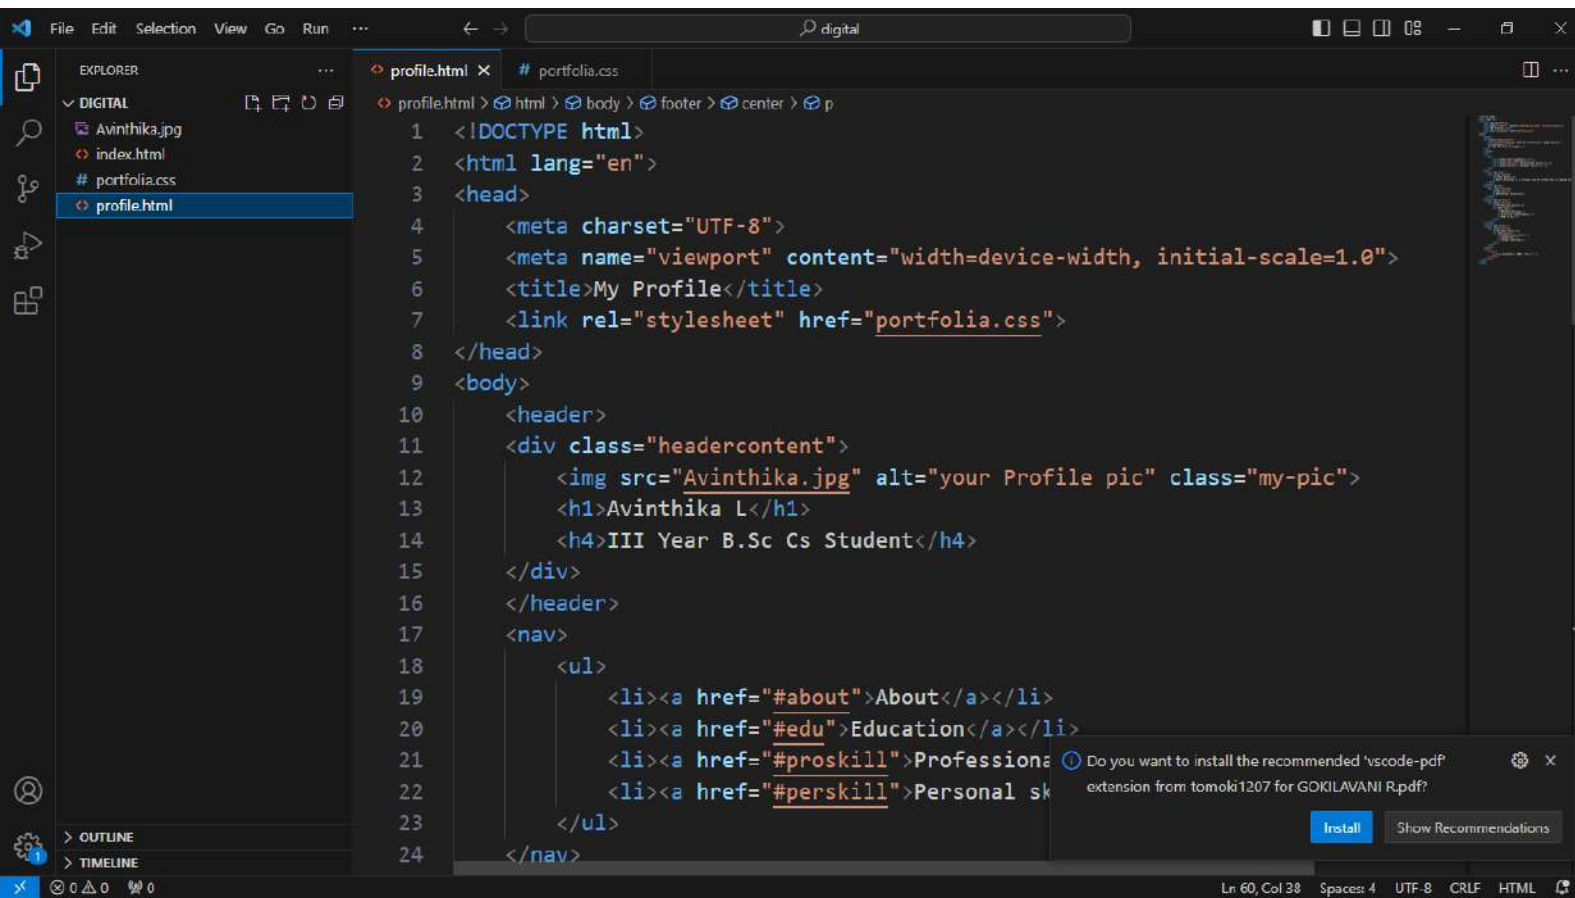 File Edit Selection View Go Run ···
digital
EXPLORER ···
DIGITAL
Avinthika.jpg
<> index.html
# portfolia.css
<> profile.html
> OUTLINE
> TIMELINE
<> profile.html ×
# portfolia.css
<> profile.html > html > body > footer > center > p
1 <!DOCTYPE html>
2 <html lang="en">
3 <head>
4 <meta charset="UTF-8">
5 <meta name="viewport" content="width=device-width, initial-scale=1.0">
6 <title>My Profile</title>
7 <link rel="stylesheet" href="portfolia.css">
8 </head>
9 <body>
10 <header>
11 <div class="headercontent">
12 <img src="Avinthika.jpg" alt="your Profile pic" class="my-pic">
13 <h1>Avinthika L</h1>
14 <h4>III Year B.Sc Cs Student</h4>
15 </div>
16 </header>
17 <nav>
18 <ul>
19 <li><a href="#about">About</a></li>
20 <li><a href="#edu">Education</a></li>
21 <li><a href="#proskill">Professiona
22 <li><a href="#perskill">Personal sk
23 </ul>
24 </nav>
Do you want to install the recommended 'vscode-pdf'
extension from tomoki1207 for GOKILAVANI R.pdf?
Install
Show Recommendations
1
0 0 0
Ln 60, Col 38 Spaces: 4 UTF-8 CRLF HTML